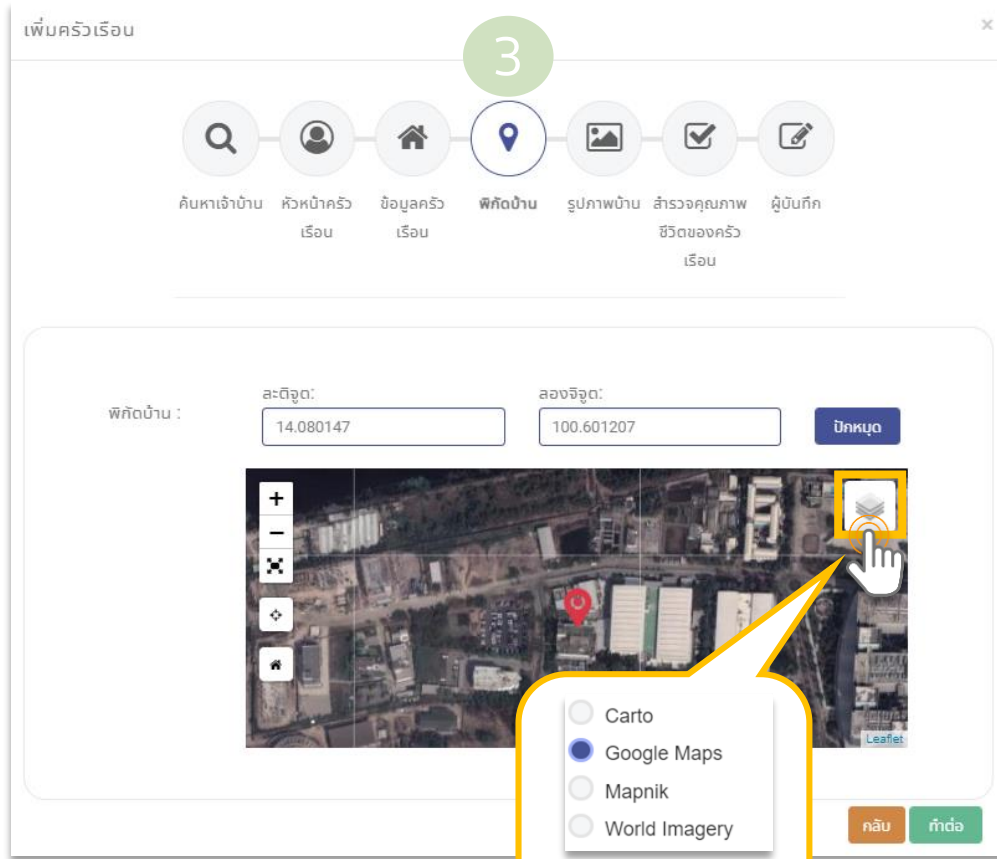 เพิ่มครัวเรือน
×
3
ค้นหาเจ้าบ้าน
หัวหน้าครัว
เรือน
ข้อมูลครัว
เรือน
พิกัดบ้าน
รูปภาพบ้าน
สำรวจคุณภาพ
ชีวิตของครัว
เรือน
ผู้บันทึก
พิกัดบ้าน :
ละติจูด:
14.080147
ลองจิจูด:
100.601207
ปักหมุด
+
−
Carto
Google Maps
Mapnik
World Imagery
Leaflet
กลับ
ทำต่อ